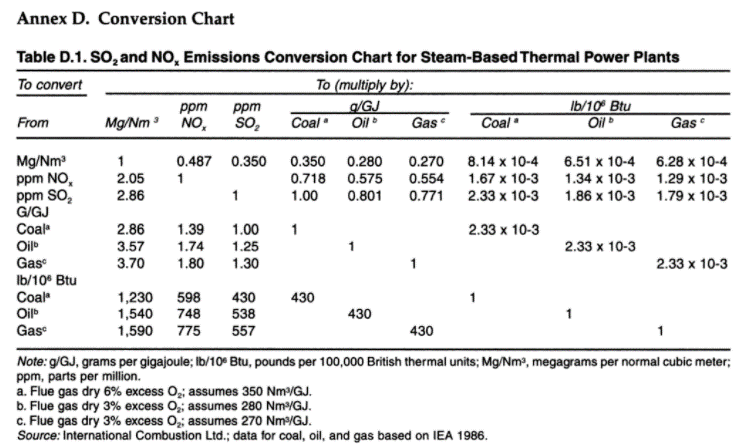 Annex D. Conversion Chart
Table D.1. SO₂ and NOₓ Emissions Conversion Chart for Steam-Based Thermal Power Plants
To convert To (multiply by):
ppm ppm g/GJ lb/10⁶ Btu
From Mg/Nm ³ NOₓ SO₂ Coal ᵃ Oil ᵇ Gas ᶜ Coal ᵃ Oil ᵇ Gas ᶜ
Mg/Nm³ 1 0.487 0.350 0.350 0.280 0.270 8.14 x 10-4 6.51 x 10-4 6.28 x 10-4
ppm NOₓ 2.05 1 0.718 0.575 0.554 1.67 x 10-3 1.34 x 10-3 1.29 x 10-3
ppm SO₂ 2.86 1 1.00 0.801 0.771 2.33 x 10-3 1.86 x 10-3 1.79 x 10-3
G/GJ
Coalᵃ 2.86 1.39 1.00 1 2.33 x 10-3
Oilᵇ 3.57 1.74 1.25 1 2.33 x 10-3
Gasᶜ 3.70 1.80 1.30 1 2.33 x 10-3
lb/10⁶ Btu
Coalᵃ 1,230 598 430 430 1
Oilᵇ 1,540 748 538 430 1
Gasᶜ 1,590 775 557 430 1
Note: g/GJ, grams per gigajoule; lb/10⁶ Btu, pounds per 100,000 British thermal units; Mg/Nm³, megagrams per normal cubic meter;
ppm, parts per million.
a. Flue gas dry 6% excess O₂; assumes 350 Nm³/GJ.
b. Flue gas dry 3% excess O₂; assumes 280 Nm³/GJ.
c. Flue gas dry 3% excess O₂; assumes 270 Nm³/GJ.
Source: International Combustion Ltd.; data for coal, oil, and gas based on IEA 1986.